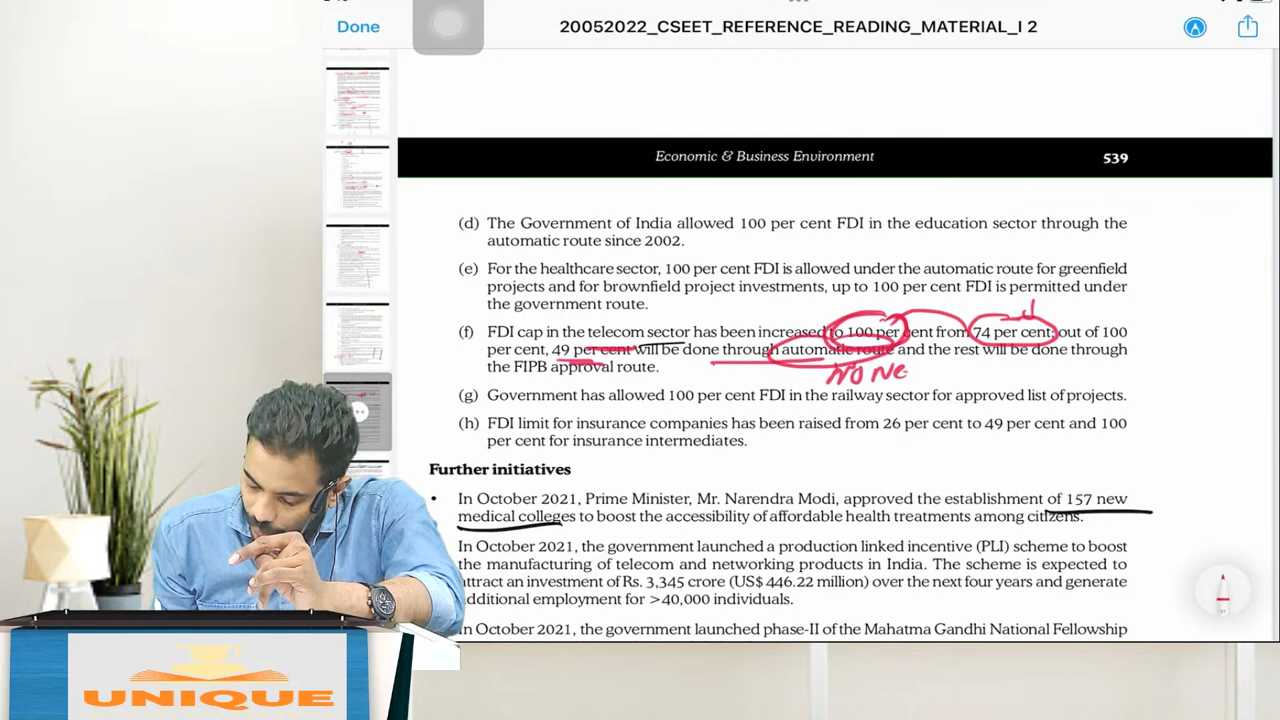 Done
20052022_CSEET_REFERENCE_READING_MATERIAL_I 2
Economic & Business Environment
539
(d) The Government of India allowed 100 per cent FDI in the education sector through the
automatic route since 2002.
(e) For healthcare sector, 100 per cent FDI is allowed under the automatic route for greenfield
projects and for brownfield project investments, up to 100 per cent FDI is permitted under
the government route.
(f) FDI cap in the telecom sector to 100 per cent from 74 per cent; out of 100
per cent, 49 per cent will be done through automatic route and the rest will be done through
the FIPB approval route.
NO NE
(g) Government has allowed 100 percent FDI in the railway sector for approved list of projects.
(h) FDI limit for insurance companies has been raised from 26 per cent to 49 per cent and 100
per cent for insurance intermediates.
Further initiatives
• In October 2021, Prime Minister, Mr. Narendra Modi, approved the establishment of 157 new
medical colleges to boost the accessibility of affordable health treatments among citizens.
In October 2021, the government launched a production linked incentive (PLI) scheme to boost
the manufacturing of telecom and networking products in India. The scheme is expected to
attract an investment of Rs. 3,345 crore (US$ 446.22 million) over the next four years and generate
additional employment for >40,000 individuals.
In October 2021, the government launched phase-II of the Mahatma Gandhi National Fellowship
UNIQUE